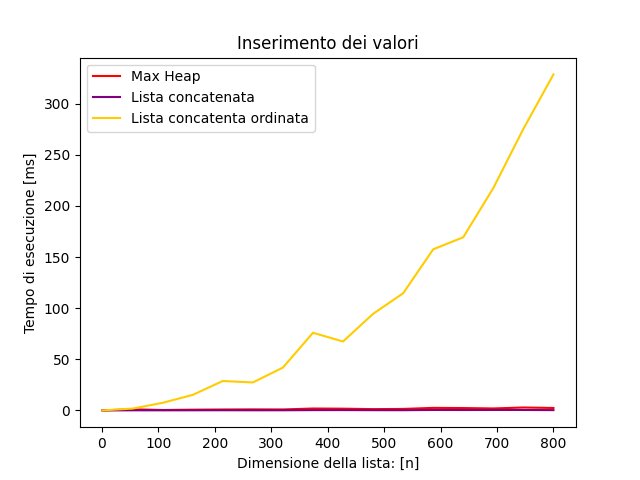 Inserimento dei valori
Max Heap
Lista concatenata
Lista concatenta ordinata
Tempo di esecuzione [ms]
300
250
200
150
100
50
0
0 100 200 300 400 500 600 700 800
Dimensione della lista: [n]